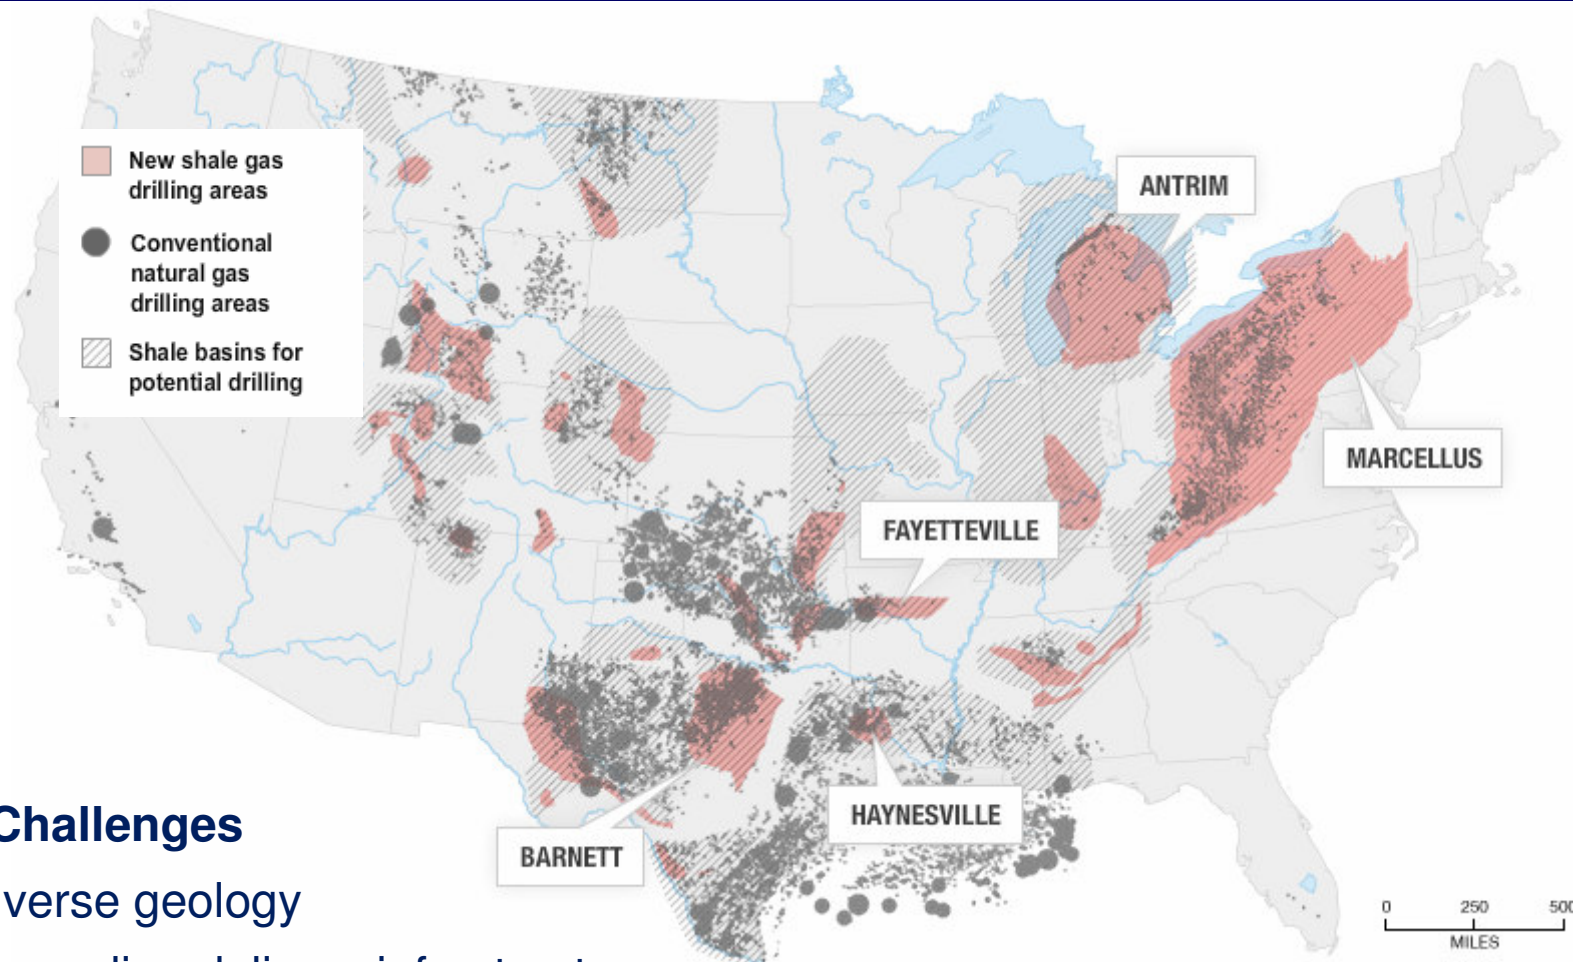 New shale gas
drilling areas
Conventional
natural gas
drilling areas
Shale basins for
potential drilling
ANTRIM
MARCELLUS
FAYETTEVILLE
HAYNESVILLE
BARNETT
Challenges
verse geology
0 250 500
MILES